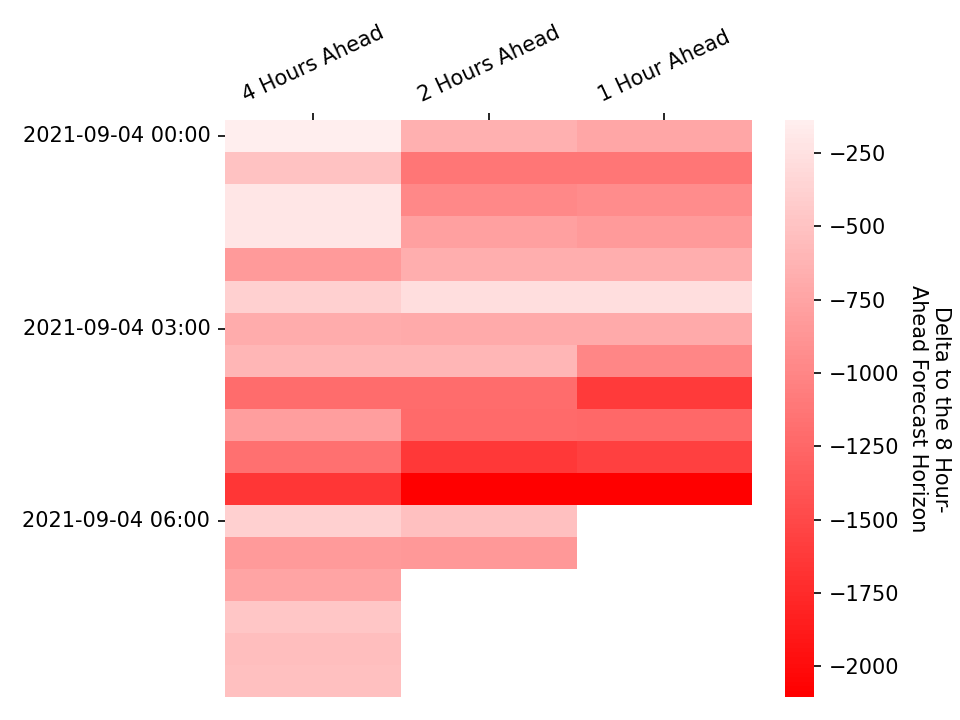 4 Hours Ahead
2 Hours Ahead
1 Hour Ahead
2021-09-04 00:00
2021-09-04 03:00
2021-09-04 06:00
−250
−500
−750
−1000
−1250
−1500
−1750
−2000
Delta to the 8 Hour-
Ahead Forecast Horizon